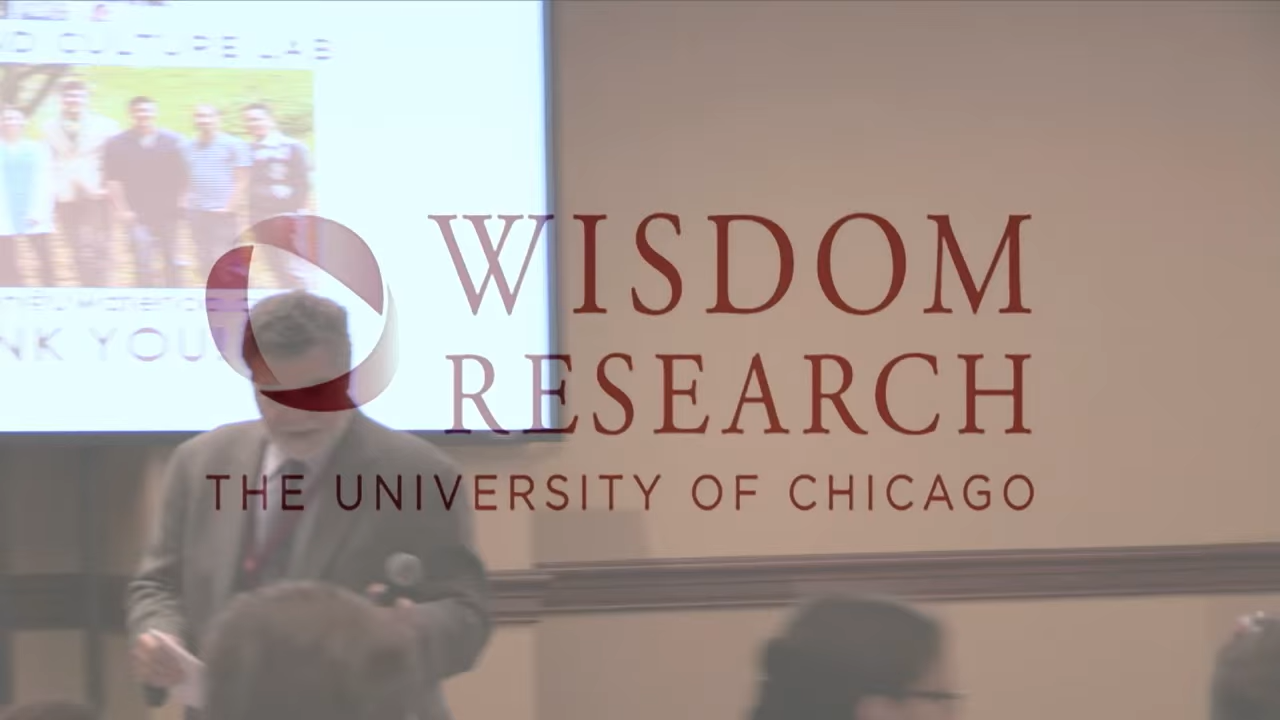 CULTURE LAB
NK YOU!
WISDOM
RESEARCH
THE UNIVERSITY OF CHICAGO